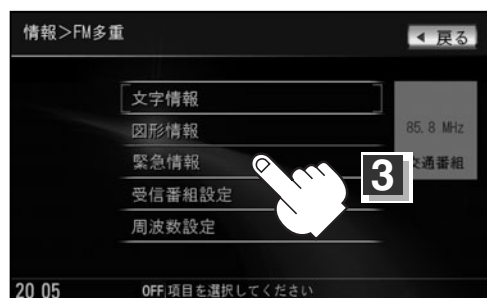 情報>FM多重
◀ 戻る
文字情報
図形情報
緊急情報
受信番組設定
周波数設定
85.8 MHz
交通番組
3
20 05
OFF 項目を選択してください